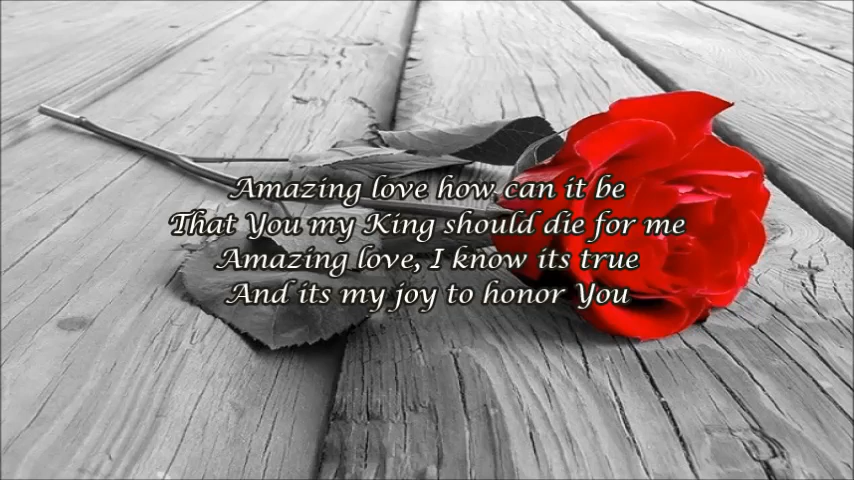 Amazing love how can it be
That You my King should die for me
Amazing love, I know its true
And its my joy to honor You